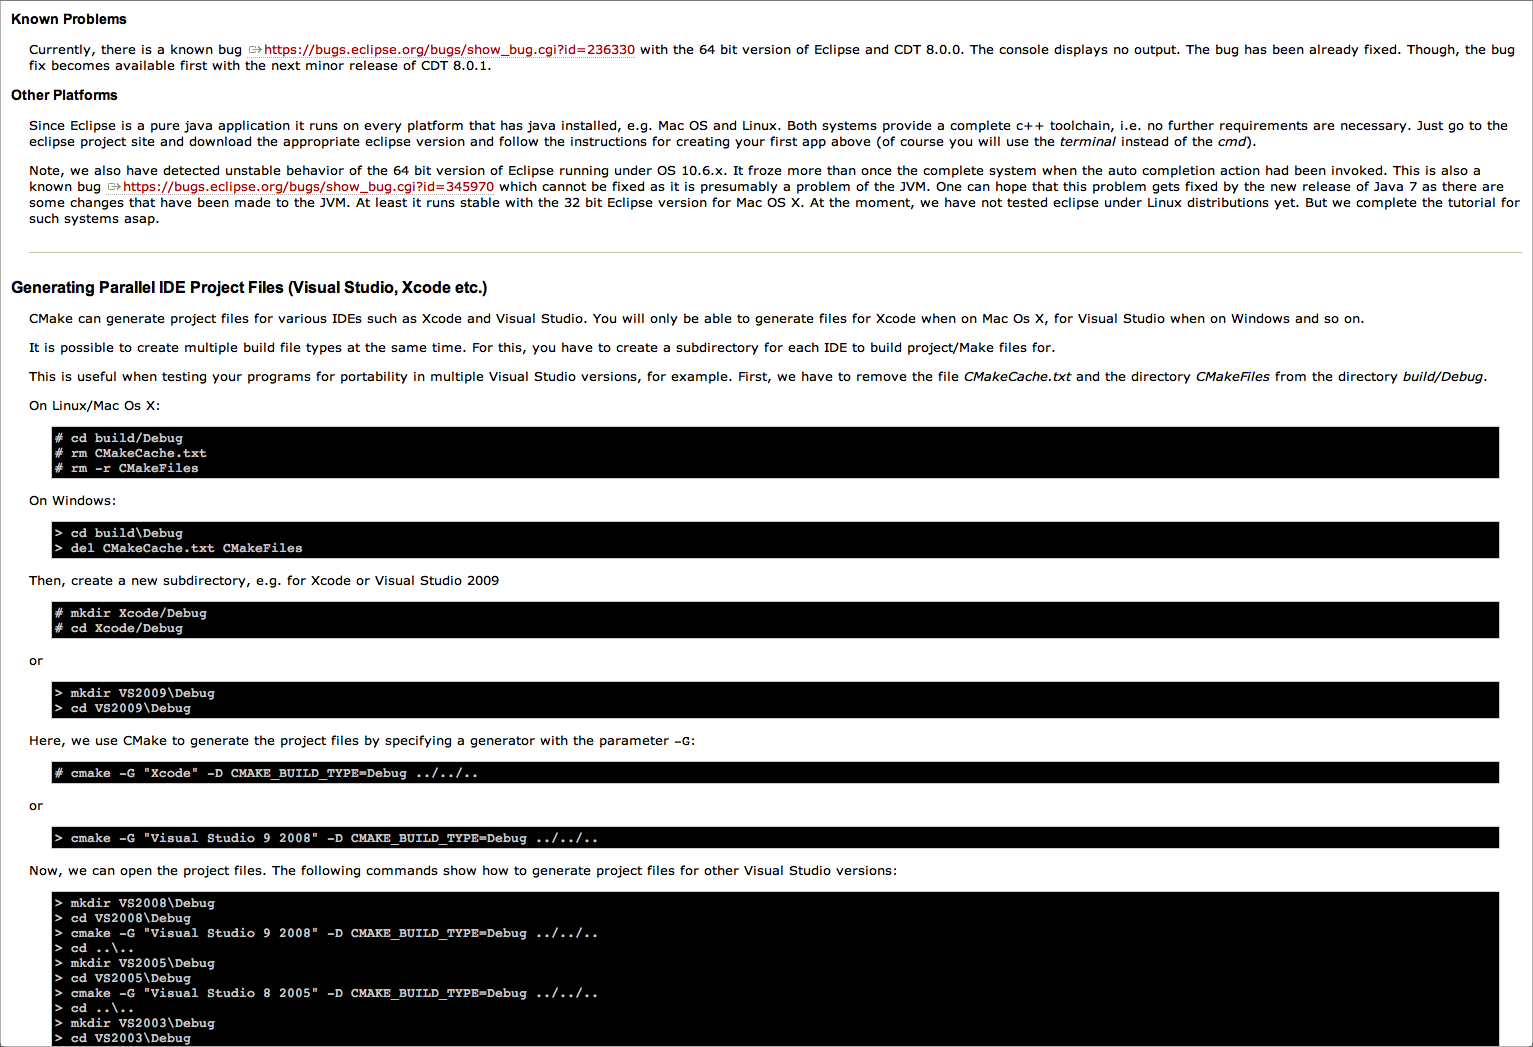 Known Problems
Currently, there is a known bug https://bugs.eclipse.org/bugs/show_bug.cgi?id=236330 with the 64 bit version of Eclipse and CDT 8.0.0. The console displays no output. The bug has been already fixed. Though, the bug
fix becomes available first with the next minor release of CDT 8.0.1.
Other Platforms
Since Eclipse is a pure java application it runs on every platform that has java installed, e.g. Mac OS and Linux. Both systems provide a complete c++ toolchain, i.e. no further requirements are necessary. Just go to the
eclipse project site and download the appropriate eclipse version and follow the instructions for creating your first app above (of course you will use the terminal instead of the cmd).
Note, we also have detected unstable behavior of the 64 bit version of Eclipse running under OS 10.6.x. It froze more than once the complete system when the auto completion action had been invoked. This is also a
known bug https://bugs.eclipse.org/bugs/show_bug.cgi?id=345970 which cannot be fixed as it is presumably a problem of the JVM. One can hope that this problem gets fixed by the new release of Java 7 as there are
some changes that have been made to the JVM. At least it runs stable with the 32 bit Eclipse version for Mac OS X. At the moment, we have not tested eclipse under Linux distributions yet. But we complete the tutorial for
such systems asap.
Generating Parallel IDE Project Files (Visual Studio, Xcode etc.)
CMake can generate project files for various IDEs such as Xcode and Visual Studio. You will only be able to generate files for Xcode when on Mac Os X, for Visual Studio when on Windows and so on.
It is possible to create multiple build file types at the same time. For this, you have to create a subdirectory for each IDE to build project/Make files for.
This is useful when testing your programs for portability in multiple Visual Studio versions, for example. First, we have to remove the file CMakeCache.txt and the directory CMakeFiles from the directory build/Debug.
On Linux/Mac Os X:
# cd build/Debug
# rm CMakeCache.txt
# rm -r CMakeFiles
On Windows:
> cd build\Debug
> del CMakeCache.txt CMakeFiles
Then, create a new subdirectory, e.g. for Xcode or Visual Studio 2009
# mkdir Xcode/Debug
# cd Xcode/Debug
or
> mkdir VS2009\Debug
> cd VS2009\Debug
Here, we use CMake to generate the project files by specifying a generator with the parameter -G:
# cmake -G "Xcode" -D CMAKE_BUILD_TYPE=Debug ../../..
or
> cmake -G "Visual Studio 9 2008" -D CMAKE_BUILD_TYPE=Debug ../../..
Now, we can open the project files. The following commands show how to generate project files for other Visual Studio versions:
> mkdir VS2008\Debug
> cd VS2008\Debug
> cmake -G "Visual Studio 9 2008" -D CMAKE_BUILD_TYPE=Debug ../../..
> cd ..\..
> mkdir VS2005\Debug
> cd VS2005\Debug
> cmake -G "Visual Studio 8 2005" -D CMAKE_BUILD_TYPE=Debug ../../..
> cd ..\..
> mkdir VS2003\Debug
> cd VS2003\Debug